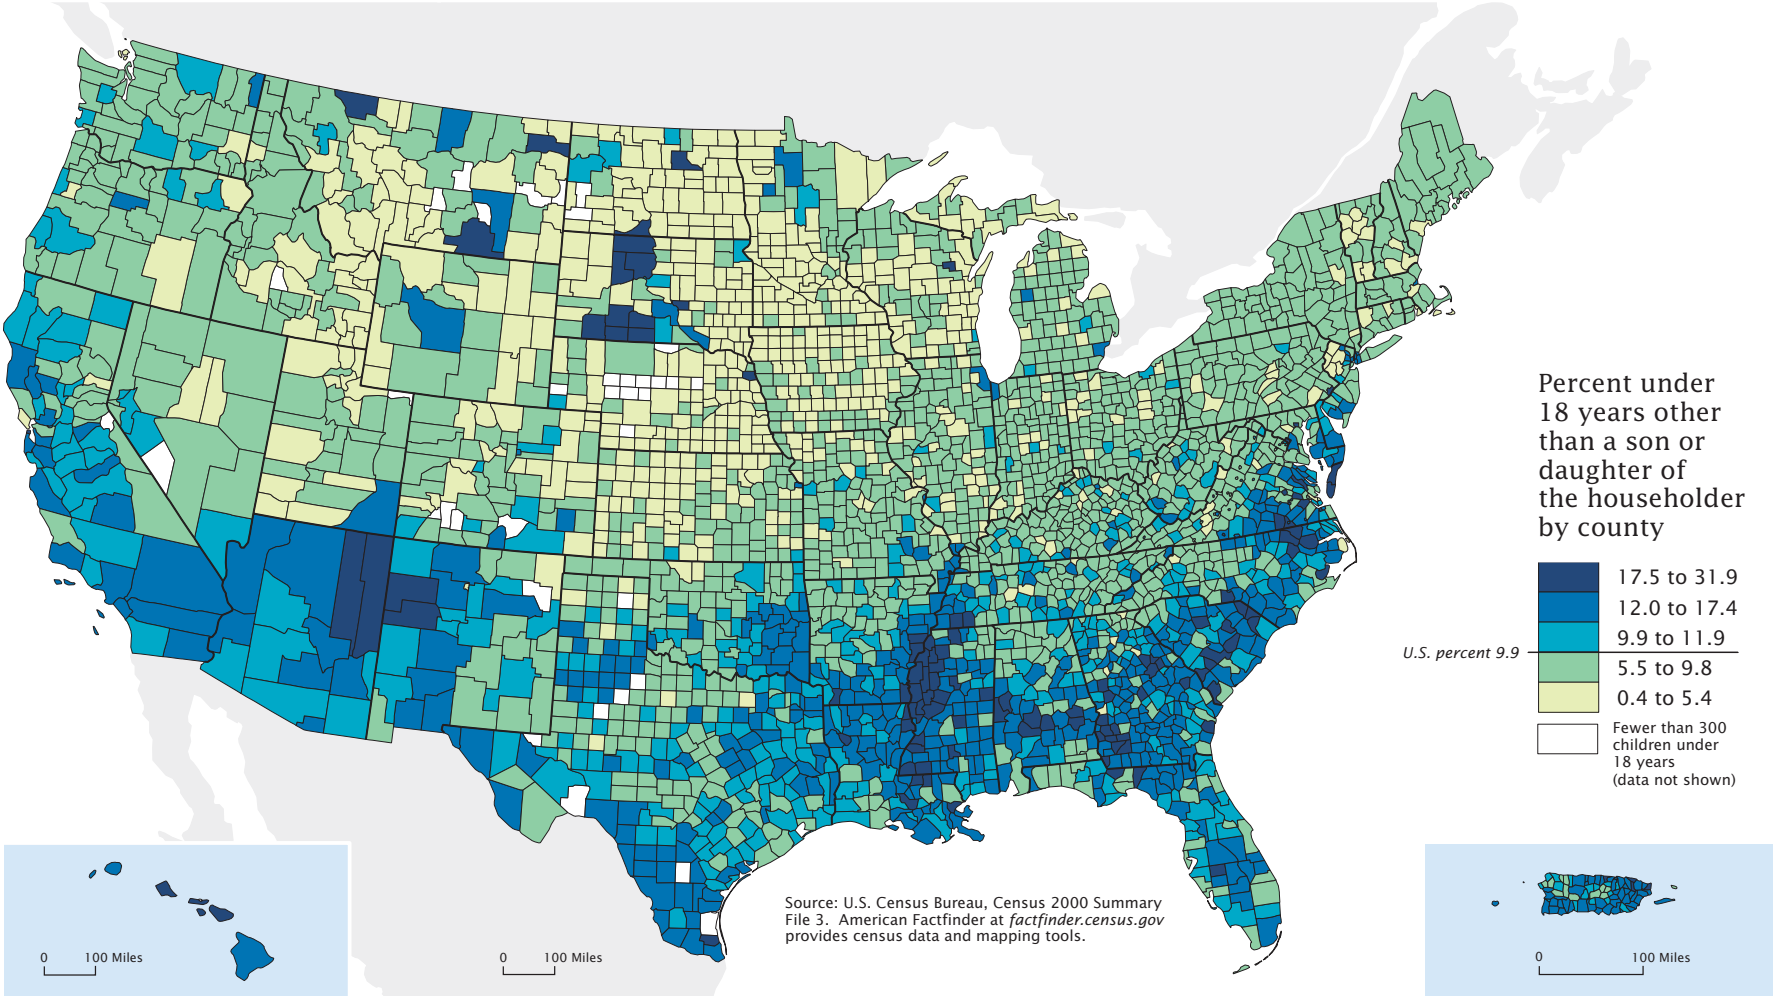 Percent under
18 years other
than a son or
daughter of
the householder
by county
17.5 to 31.9
12.0 to 17.4
9.9 to 11.9
U.S. percent 9.9
5.5 to 9.8
0.4 to 5.4
Fewer than 300
children under
18 years
(data not shown)
Source: U.S. Census Bureau, Census 2000 Summary
File 3. American Factfinder at factfinder.census.gov
provides census data and mapping tools.
0 100 Miles
0 100 Miles
0 100 Miles